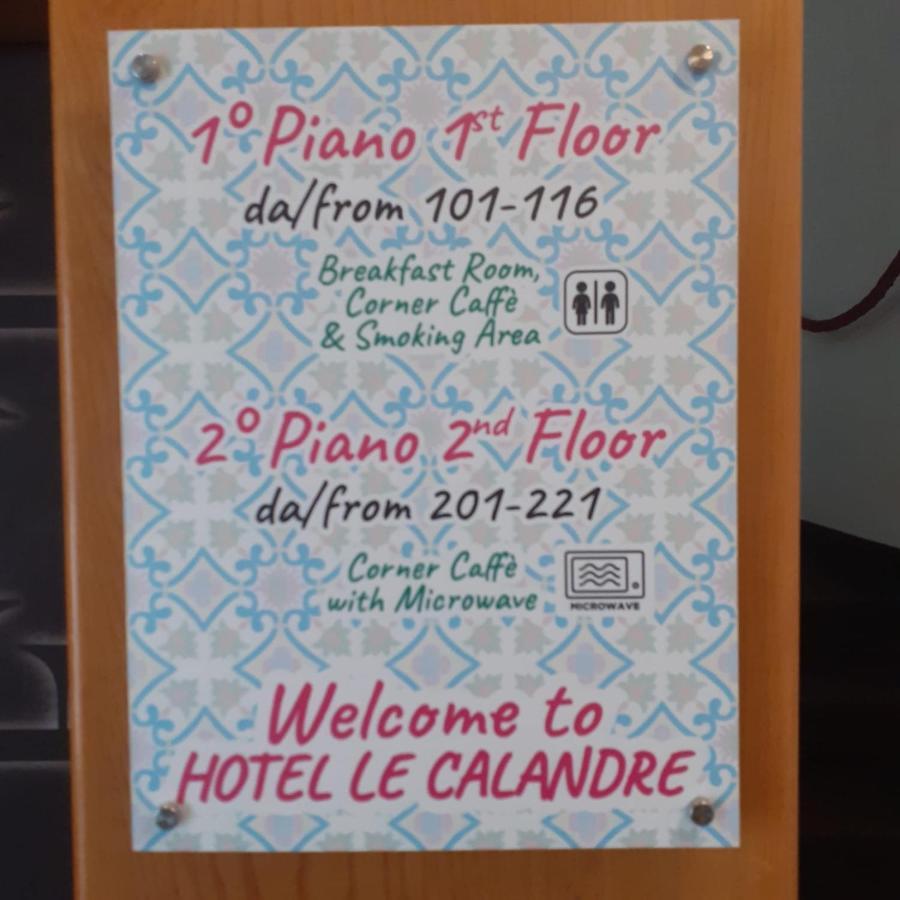 1° Piano 1st Floor
da/from 101-116
Breakfast Room,
Corner Caffè
& Smoking Area
2° Piano 2nd Floor
da/from 201-221
Corner Caffè
with Microwave
MICROWAVE
Welcome to
HOTEL LE CALANDRE